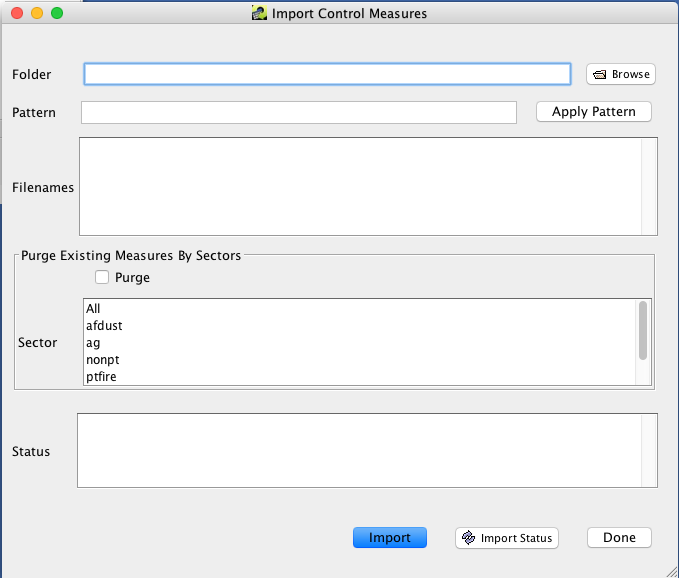 Import Control Measures
Folder
Browse
Pattern
Apply Pattern
Filenames
Purge Existing Measures By Sectors
Purge
Sector
All
afdust
ag
nonpt
ptfire
Status
Import
Import Status
Done